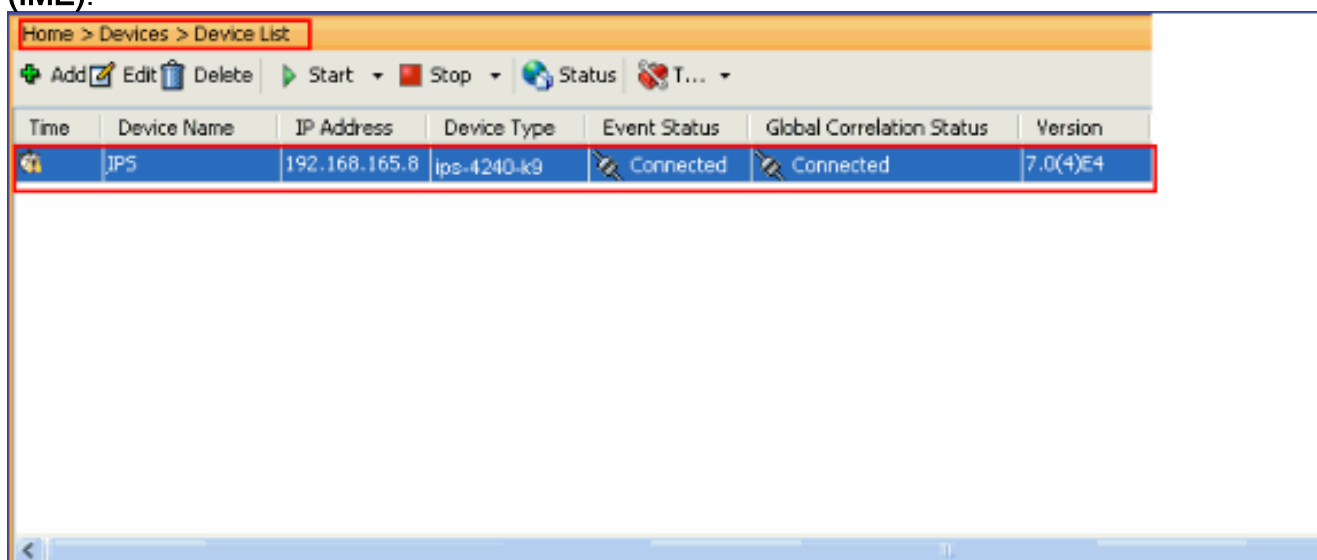 (IME).
Home > Devices > Device List
Add Edit Delete Start Stop Status T...
Time Device Name IP Address Device Type Event Status Global Correlation Status Version
IPS 192.168.165.8 ips-4240-k9 Connected Connected 7.0(4)E4